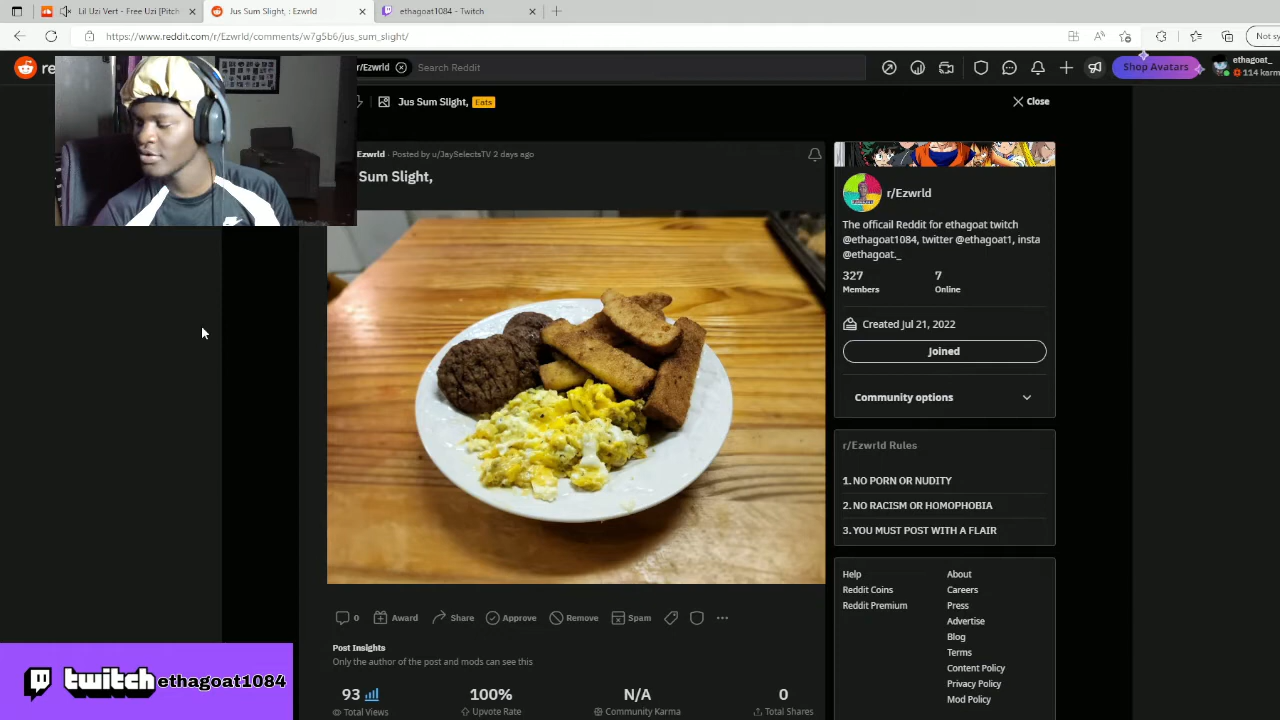 Lil Uzi Vert - Free Uzi [Pitch
Jus Sum Slight, : Ezwrld
ethagoat1084 - Twitch
https://www.reddit.com/r/Ezwrld/comments/w7g5b6/jus_sum_slight/
Not sy
re
r/Ezwrld
Search Reddit
Shop Avatars
ethagoat_
114 karm
Jus Sum Slight,
Eats
Close
Ezwrld · Posted by u/JaySelectsTV 2 days ago
Sum Slight,
r/Ezwrld
The officail Reddit for ethagoat twitch
@ethagoat1084, twitter @ethagoat1, insta
@ethagoat._
327
Members
7
Online
Created Jul 21, 2022
Joined
Community options
r/Ezwrld Rules
1. NO PORN OR NUDITY
2. NO RACISM OR HOMOPHOBIA
3. YOU MUST POST WITH A FLAIR
Help
Reddit Coins
Reddit Premium
About
Careers
Press
Advertise
Blog
Terms
Content Policy
Privacy Policy
Mod Policy
0
Award
Share
Approve
Remove
Spam
Post Insights
Only the author of the post and mods can see this
93
Total Views
100%
Upvote Rate
N/A
Community Karma
0
Total Shares
twitch ethagoat1084